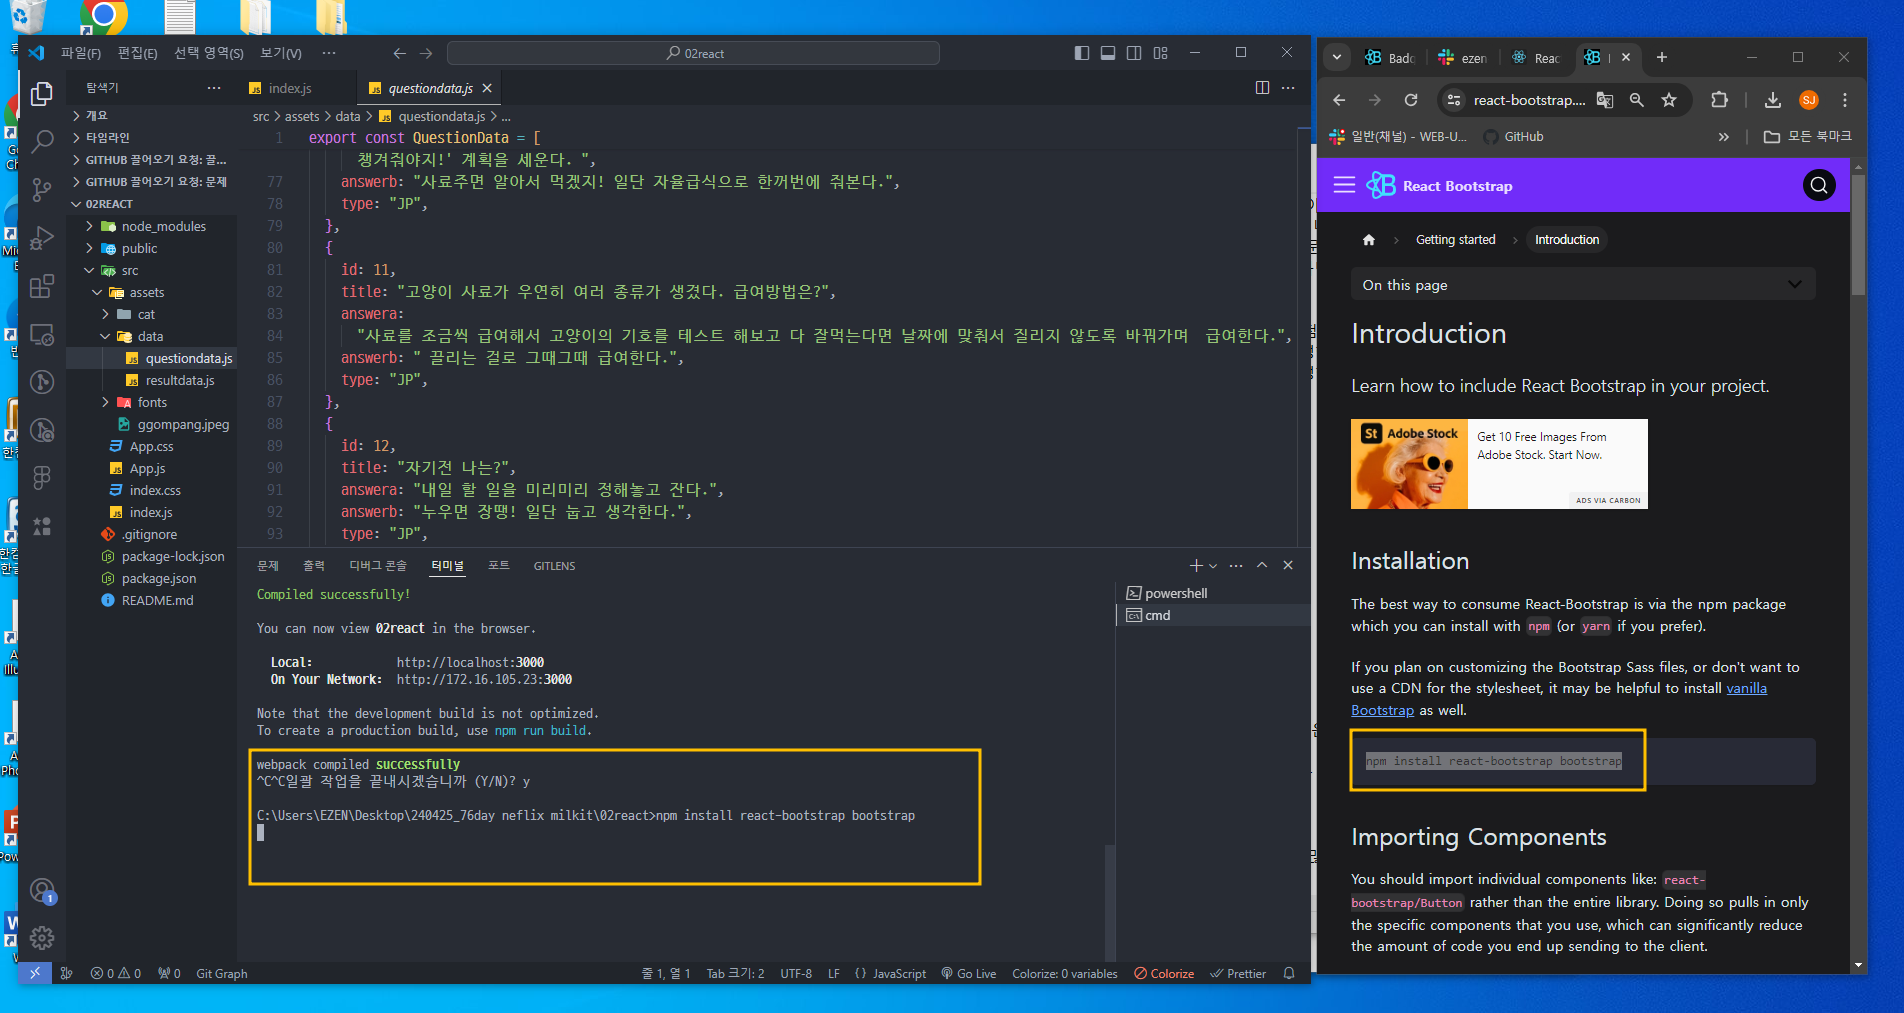 파일(F) 편집(E) 선택 영역(S) 보기(V) ··· 02react
탐색기 ···
개요
타임라인
GITHUB 끌어오기 요청: 끌...
GITHUB 끌어오기 요청: 문제
02REACT
node_modules
public
src
assets
cat
data
questiondata.js
resultdata.js
fonts
ggompang.jpeg
App.css
App.js
index.css
index.js
.gitignore
package-lock.json
package.json
README.md
index.js questiondata.js
src > assets > data > questiondata.js > ...
1 export const QuestionData = [
챙겨줘야지!' 계획을 세운다. ",
77 answerb: "사료주면 알아서 먹겠지! 일단 자율급식으로 한꺼번에 줘본다.",
78 type: "JP",
79 },
80 {
81 id: 11,
82 title: "고양이 사료가 우연히 여러 종류가 생겼다. 급여방법은?",
83 answera:
84 "사료를 조금씩 급여해서 고양이의 기호를 테스트 해보고 다 잘먹는다면 날짜에 맞춰서 질리지 않도록 바꿔가며  급여한다.",
85 answerb: " 끌리는 걸로 그때그때 급여한다.",
86 type: "JP",
87 },
88 {
89 id: 12,
90 title: "자기전 나는?",
91 answera: "내일 할 일을 미리미리 정해놓고 잔다.",
92 answerb: "누우면 장땡! 일단 눕고 생각한다.",
93 type: "JP",
문제 출력 디버그 콘솔 터미널 포트 GITLENS
powershell
cmd
Compiled successfully!
You can now view 02react in the browser.
Local: http://localhost:3000
On Your Network: http://172.16.105.23:3000
Note that the development build is not optimized.
To create a production build, use npm run build.
webpack compiled successfully
^C^C일괄 작업을 끝내시겠습니까 (Y/N)? y
C:\Users\EZEN\Desktop\240425_76day neflix milkit\02react>npm install react-bootstrap bootstrap
1
0 0 0 Git Graph 줄 1, 열 1 Tab 크기: 2 UTF-8 LF {} JavaScript Go Live Colorize: 0 variables Colorize Prettier
Badg ezen Reac
react-bootstrap.... SJ
일반(채널) - WEB-U... GitHub » 모든 북마크
React Bootstrap
Getting started > Introduction
On this page
Introduction
Learn how to include React Bootstrap in your project.
St Adobe Stock
Get 10 Free Images From
Adobe Stock. Start Now.
ADS VIA CARBON
Installation
The best way to consume React-Bootstrap is via the npm package
which you can install with npm (or yarn if you prefer).
If you plan on customizing the Bootstrap Sass files, or don't want to
use a CDN for the stylesheet, it may be helpful to install vanilla
Bootstrap as well.
npm install react-bootstrap bootstrap
Importing Components
You should import individual components like: react-
bootstrap/Button rather than the entire library. Doing so pulls in only
the specific components that you use, which can significantly reduce
the amount of code you end up sending to the client.